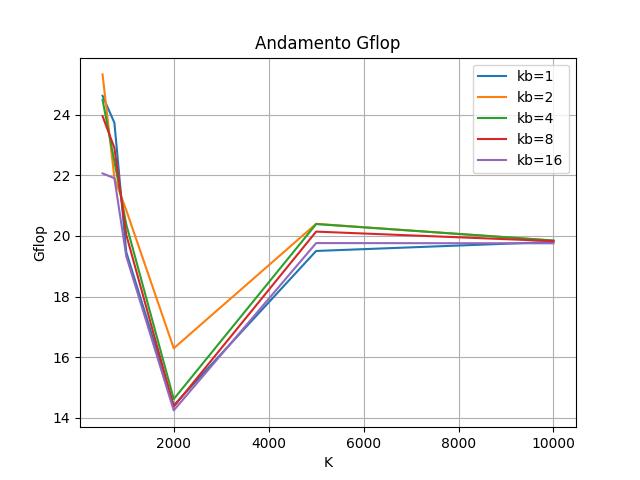 Andamento Gflop
kb=1
kb=2
kb=4
kb=8
kb=16
24
22
20
18
16
14
Gflop
2000 4000 6000 8000 10000
K